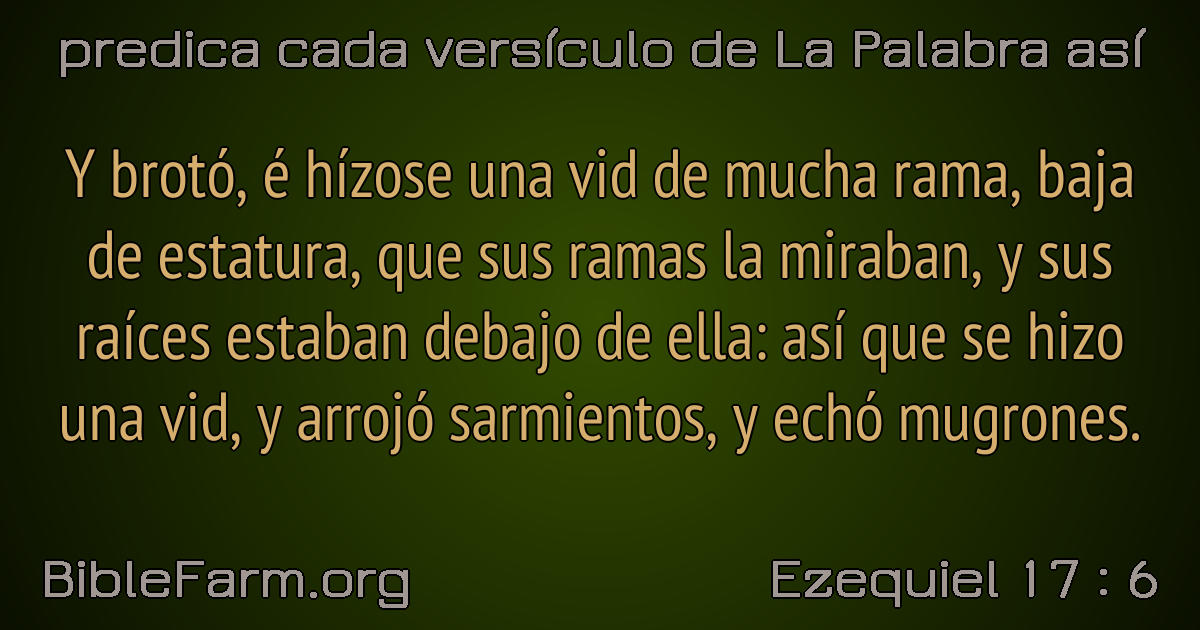 predica cada versículo de La Palabra así
Y brotó, é hízose una vid de mucha rama, baja
de estatura, que sus ramas la miraban, y sus
raíces estaban debajo de ella: así que se hizo
una vid, y arrojó sarmientos, y echó mugrones.
BibleFarm.org
Ezequiel 17 : 6